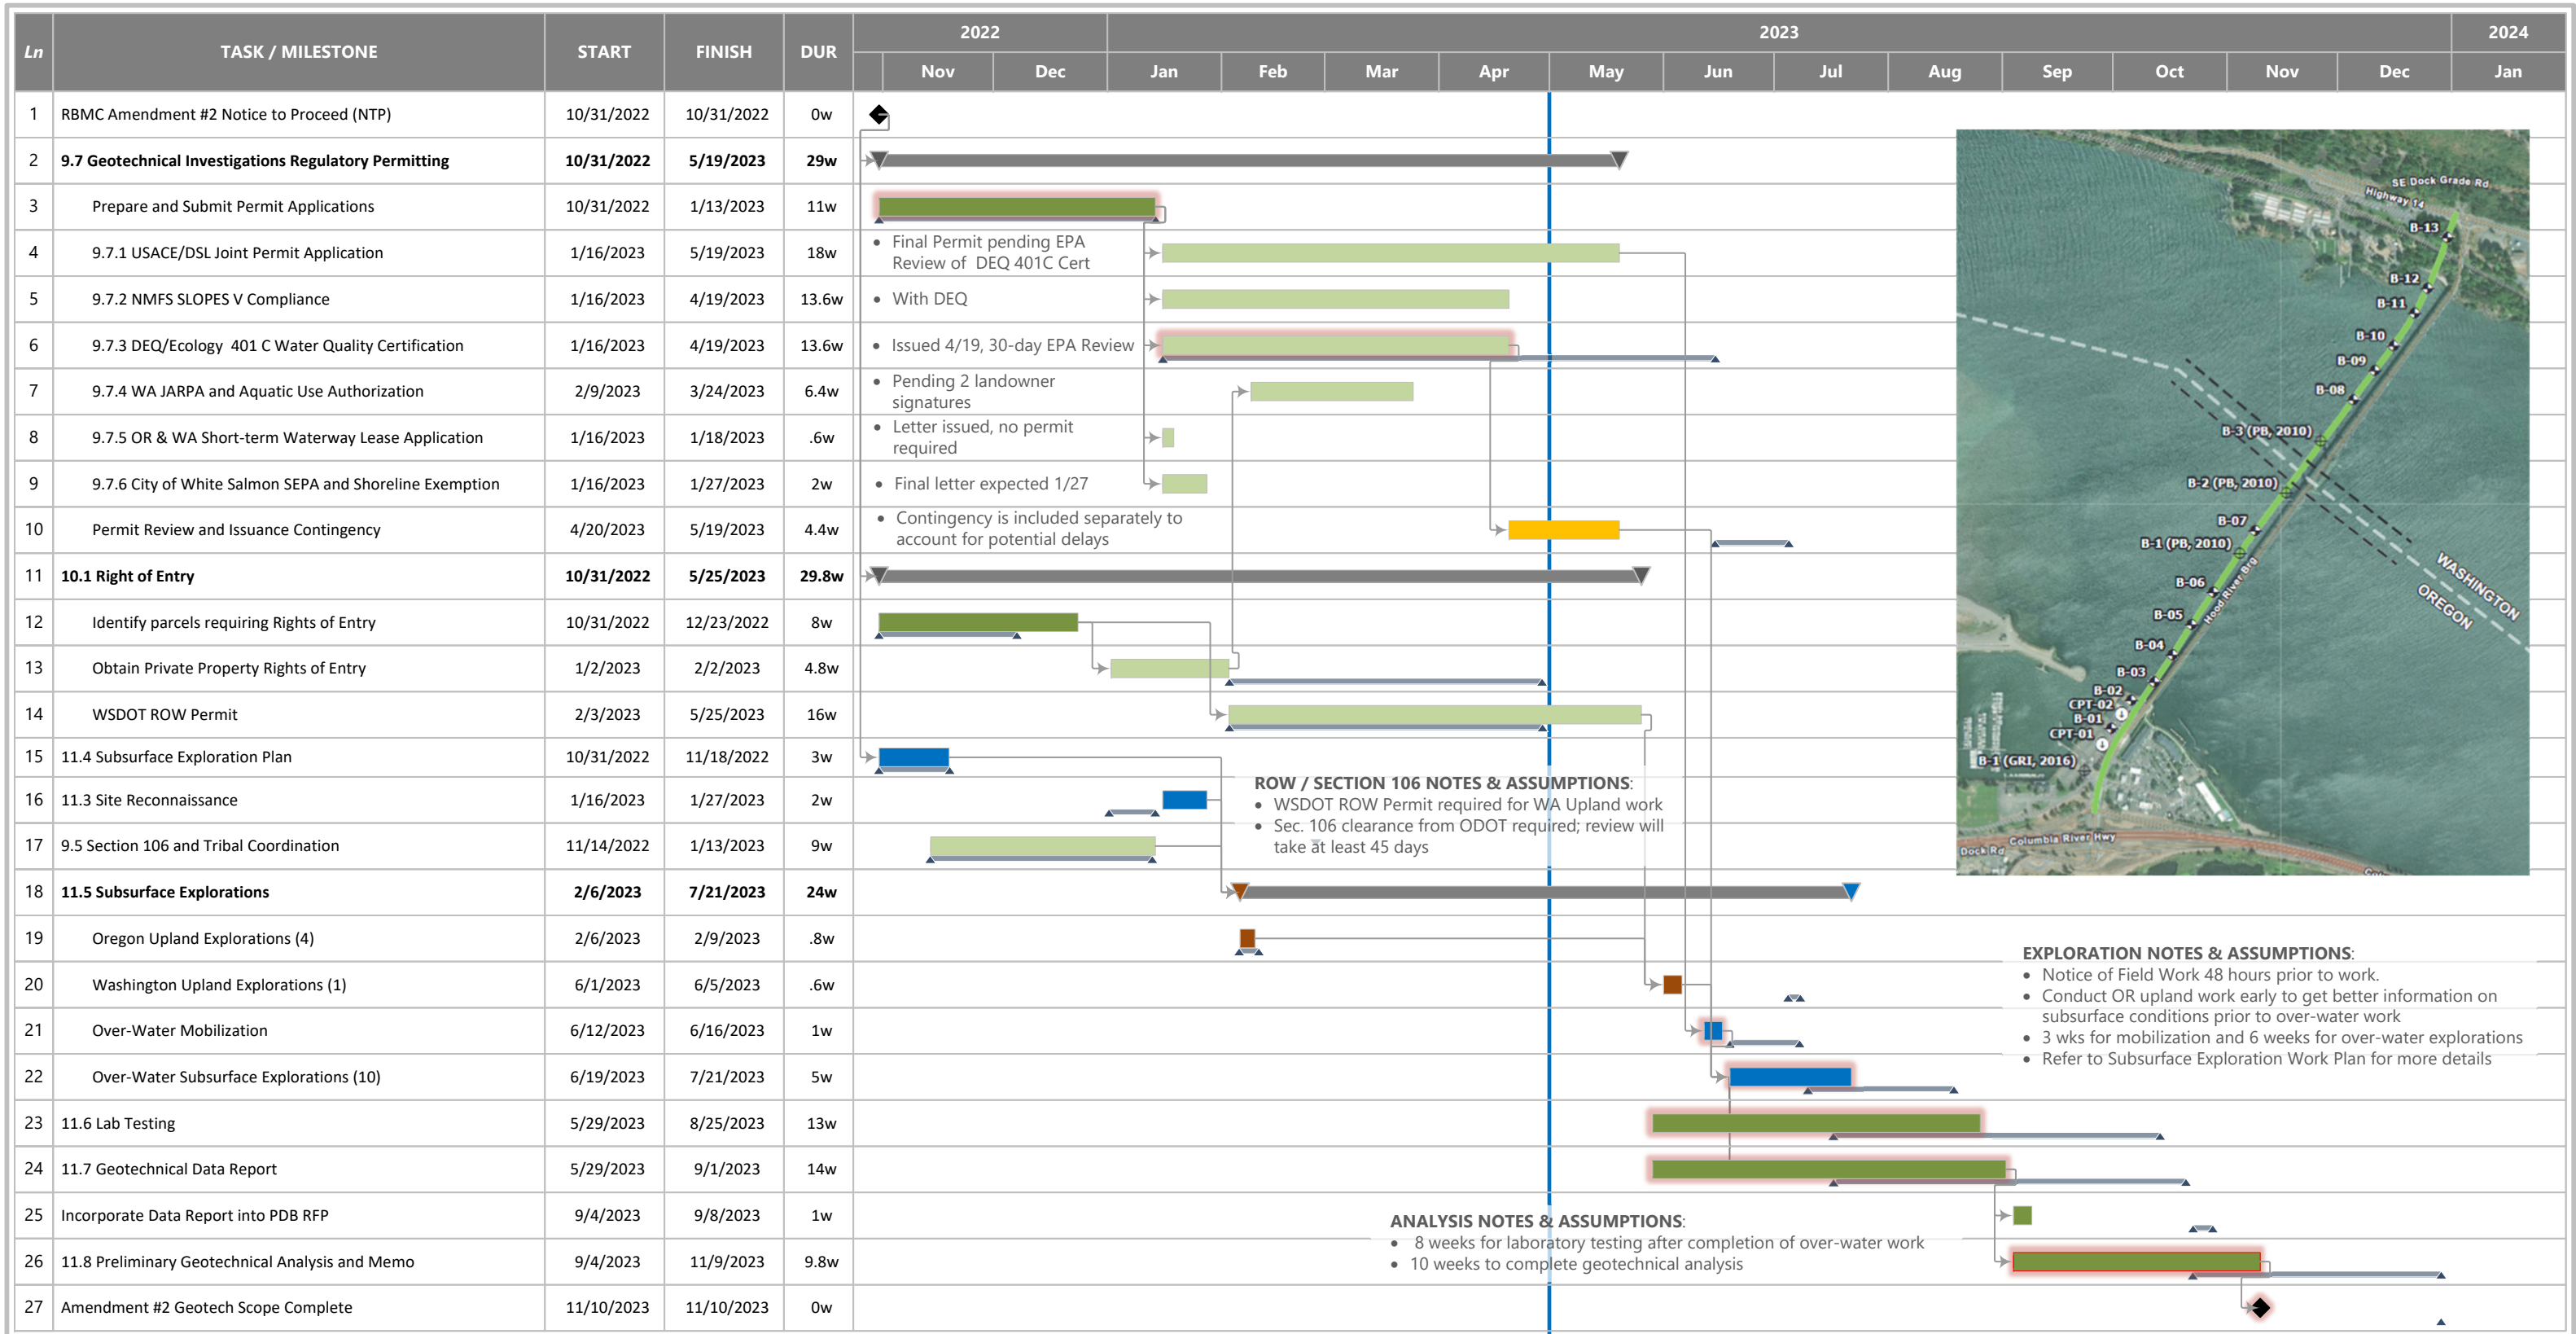 Ln TASK / MILESTONE START FINISH DUR 2022 2023 2024
Nov Dec Jan Feb Mar Apr May Jun Jul Aug Sep Oct Nov Dec Jan
1 RBMC Amendment #2 Notice to Proceed (NTP) 10/31/2022 10/31/2022 0w
2 9.7 Geotechnical Investigations Regulatory Permitting 10/31/2022 5/19/2023 29w
3 Prepare and Submit Permit Applications 10/31/2022 1/13/2023 11w
4 9.7.1 USACE/DSL Joint Permit Application 1/16/2023 5/19/2023 18w
• Final Permit pending EPA
Review of DEQ 401C Cert
5 9.7.2 NMFS SLOPES V Compliance 1/16/2023 4/19/2023 13.6w • With DEQ
6 9.7.3 DEQ/Ecology 401 C Water Quality Certification 1/16/2023 4/19/2023 13.6w • Issued 4/19, 30-day EPA Review
7 9.7.4 WA JARPA and Aquatic Use Authorization 2/9/2023 3/24/2023 6.4w
• Pending 2 landowner
signatures
8 9.7.5 OR & WA Short-term Waterway Lease Application 1/16/2023 1/18/2023 .6w
• Letter issued, no permit
required
9 9.7.6 City of White Salmon SEPA and Shoreline Exemption 1/16/2023 1/27/2023 2w • Final letter expected 1/27
10 Permit Review and Issuance Contingency 4/20/2023 5/19/2023 4.4w
• Contingency is included separately to
account for potential delays
11 10.1 Right of Entry 10/31/2022 5/25/2023 29.8w
12 Identify parcels requiring Rights of Entry 10/31/2022 12/23/2022 8w
13 Obtain Private Property Rights of Entry 1/2/2023 2/2/2023 4.8w
14 WSDOT ROW Permit 2/3/2023 5/25/2023 16w
15 11.4 Subsurface Exploration Plan 10/31/2022 11/18/2022 3w
16 11.3 Site Reconnaissance 1/16/2023 1/27/2023 2w
17 9.5 Section 106 and Tribal Coordination 11/14/2022 1/13/2023 9w
ROW / SECTION 106 NOTES & ASSUMPTIONS:
• WSDOT ROW Permit required for WA Upland work
• Sec. 106 clearance from ODOT required; review will
take at least 45 days
18 11.5 Subsurface Explorations 2/6/2023 7/21/2023 24w
19 Oregon Upland Explorations (4) 2/6/2023 2/9/2023 .8w
20 Washington Upland Explorations (1) 6/1/2023 6/5/2023 .6w
21 Over-Water Mobilization 6/12/2023 6/16/2023 1w
22 Over-Water Subsurface Explorations (10) 6/19/2023 7/21/2023 5w
EXPLORATION NOTES & ASSUMPTIONS:
• Notice of Field Work 48 hours prior to work.
• Conduct OR upland work early to get better information on
subsurface conditions prior to over-water work
• 3 wks for mobilization and 6 weeks for over-water explorations
• Refer to Subsurface Exploration Work Plan for more details
23 11.6 Lab Testing 5/29/2023 8/25/2023 13w
24 11.7 Geotechnical Data Report 5/29/2023 9/1/2023 14w
25 Incorporate Data Report into PDB RFP 9/4/2023 9/8/2023 1w
26 11.8 Preliminary Geotechnical Analysis and Memo 9/4/2023 11/9/2023 9.8w
ANALYSIS NOTES & ASSUMPTIONS:
• 8 weeks for laboratory testing after completion of over-water work
• 10 weeks to complete geotechnical analysis
27 Amendment #2 Geotech Scope Complete 11/10/2023 11/10/2023 0w
SE Dock Grade Rd
Highway 14
B-13
B-12
B-11
B-10
B-09
B-08
B-3 (PB, 2010)
B-2 (PB, 2010)
B-07
B-1 (PB, 2010)
WASHINGTON
OREGON
B-06
Hood River Brg
B-05
B-04
B-03
B-02
CPT-02
B-01
CPT-01
B-1 (GRI, 2016)
Columbia River Hwy
Dock Rd